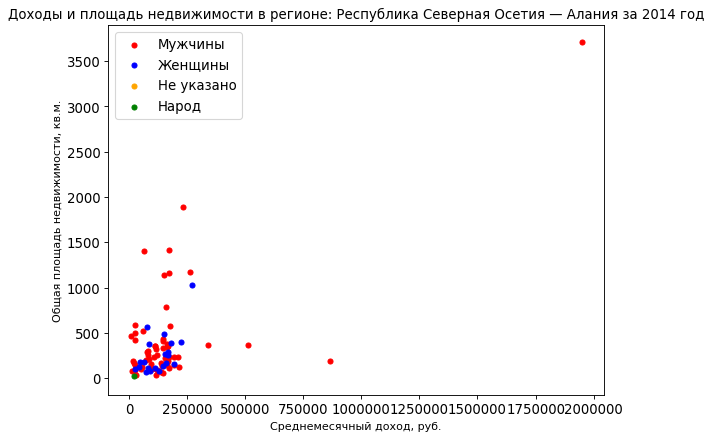 Доходы и площадь недвижимости в регионе: Республика Северная Осетия — Алания за 2014 год
Мужчины
Женщины
Не указано
Народ
3500
3000
2500
2000
1500
1000
500
0
Общая площадь недвижимости, кв.м.
0 250000 500000 750000 1000000 1250000 1500000 1750000 2000000
Среднемесячный доход, руб.